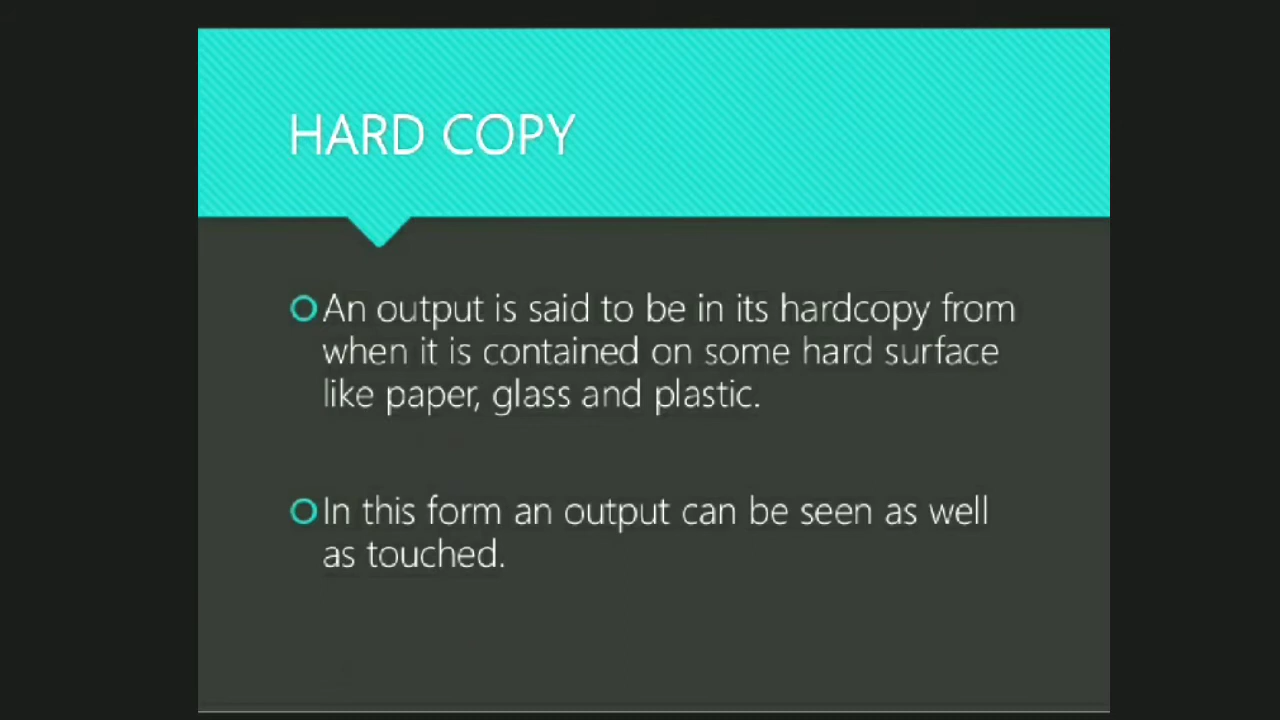 HARD COPY
An output is said to be in its hardcopy from
when it is contained on some hard surface
like paper, glass and plastic.
In this form an output can be seen as well
as touched.